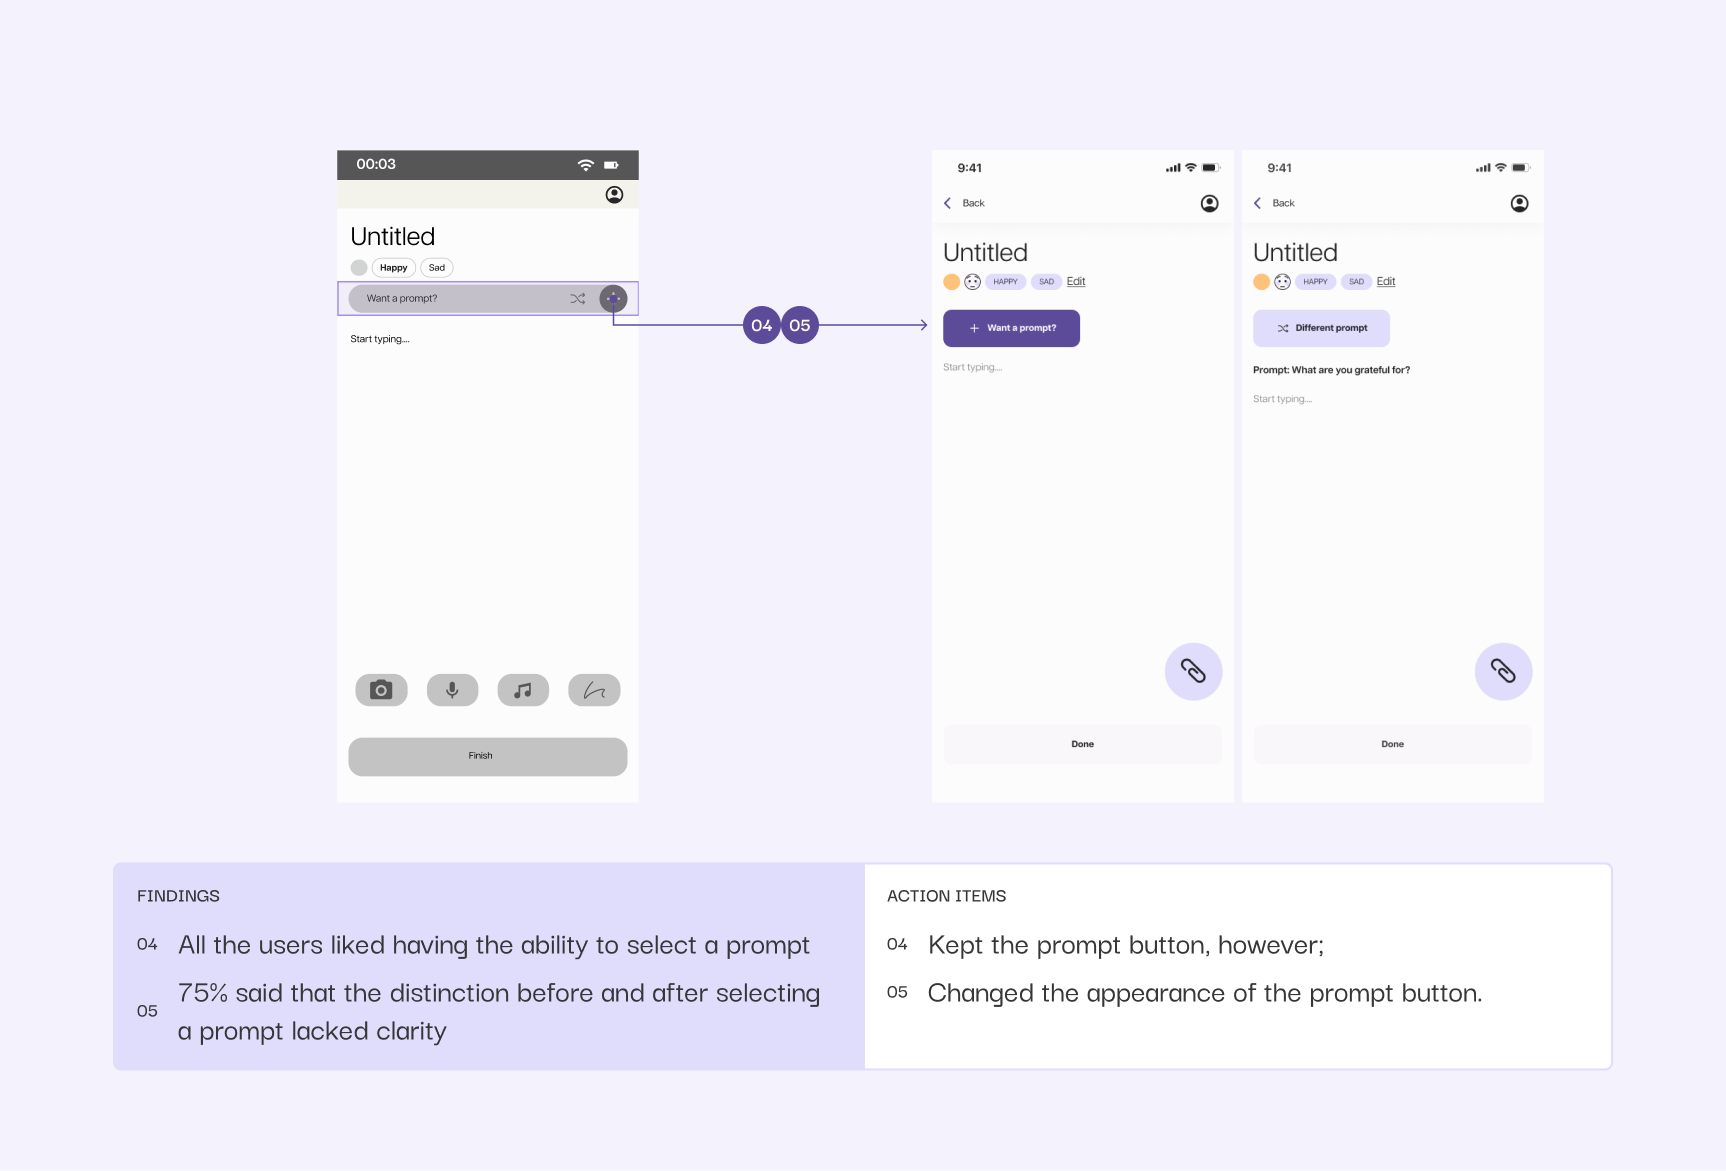 00:03
Untitled
Happy
Sad
Want a prompt?
Start typing....
Finish
04
05
9:41
Back
Untitled
HAPPY
SAD
Edit
Want a prompt?
Start typing....
Done
9:41
Back
Untitled
HAPPY
SAD
Edit
Different prompt
Prompt: What are you grateful for?
Start typing....
Done
FINDINGS
04 All the users liked having the ability to select a prompt
05 75% said that the distinction before and after selecting
a prompt lacked clarity
ACTION ITEMS
04 Kept the prompt button, however;
05 Changed the appearance of the prompt button.